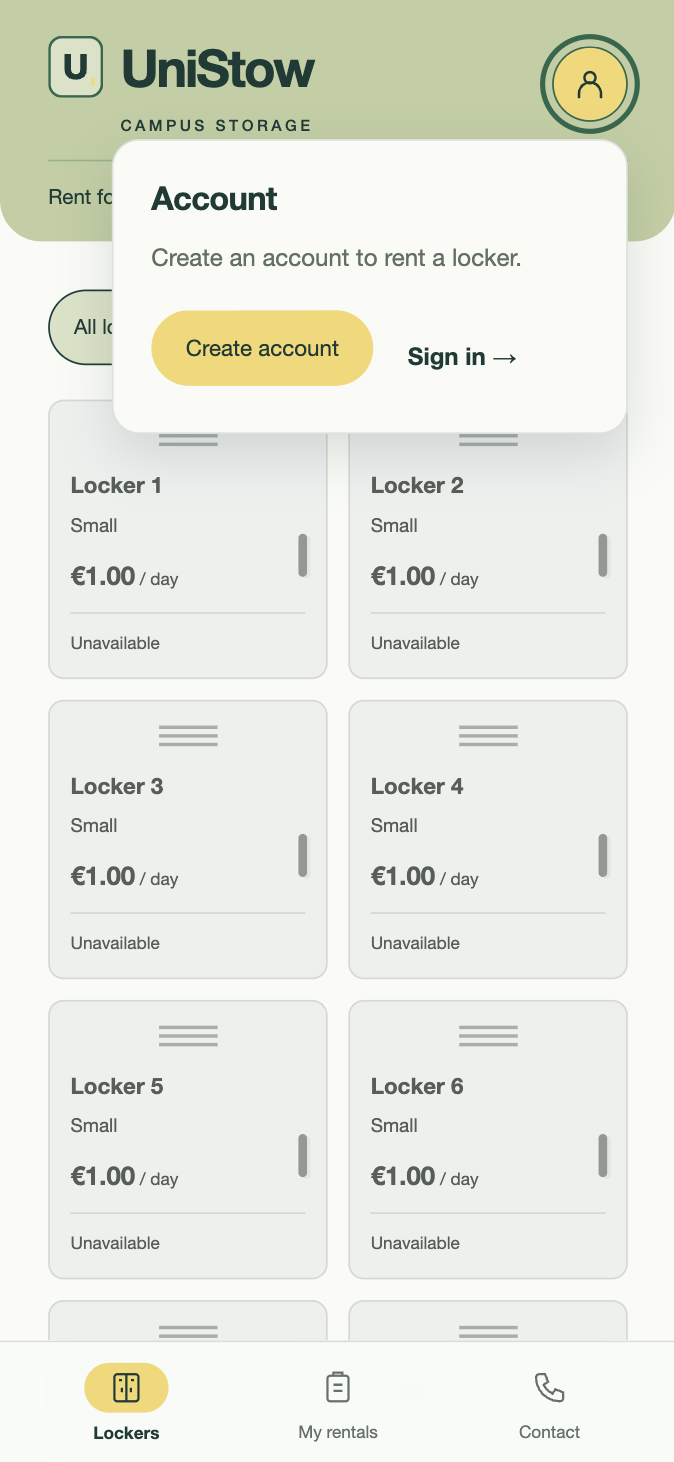 U
UniStow
CAMPUS STORAGE
Rent
Account
Create an account to rent a locker.
Create account
Sign in →
All
Locker 1
Small
€1.00 / day
Unavailable
Locker 2
Small
€1.00 / day
Unavailable
Locker 3
Small
€1.00 / day
Unavailable
Locker 4
Small
€1.00 / day
Unavailable
Locker 5
Small
€1.00 / day
Unavailable
Locker 6
Small
€1.00 / day
Unavailable
Lockers
My rentals
Contact